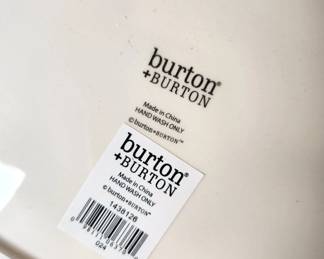 burton®
+BURTON
Made in China
HAND WASH ONLY
© burton+BURTON™
burton®
+BURTON
Made in China
HAND WASH ONLY
© burton+BURTON™
1438126
024